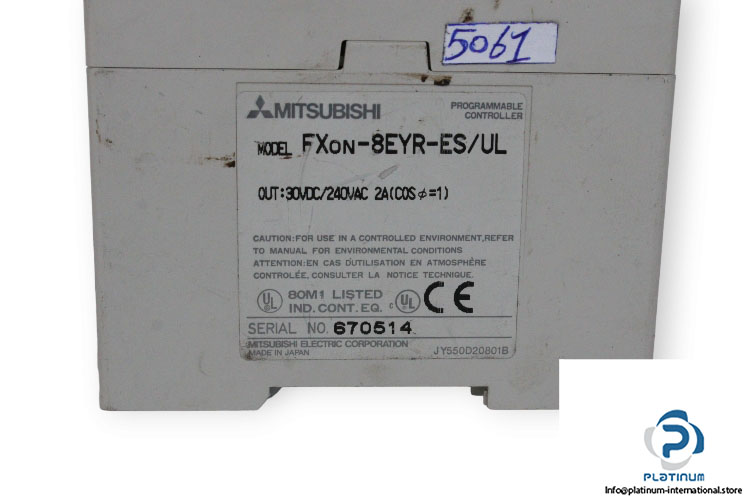 5061
MITSUBISHI
PROGRAMMABLE
CONTROLLER
MODEL FXON-8EYR-ES/UL
OUT:30VDC/240VAC 2A(COSφ=1)
CAUTION:FOR USE IN A CONTROLLED ENVIRONMENT,REFER
TO MANUAL FOR ENVIRONMENTAL CONDITIONS
ATTENTION:EN CAS D'UTILISATION EN ATMOSPHÈRE
CONTROLÉE, CONSULTER LA NOTICE TECHNIQUE.
UL 80M1 LISTED
IND. CONT. EQ. c UL CE
SERIAL NO. 670514
MITSUBISHI ELECTRIC CORPORATION
MADE IN JAPAN
JY550D20801B
PLATINUM
Info@platinum-international.store